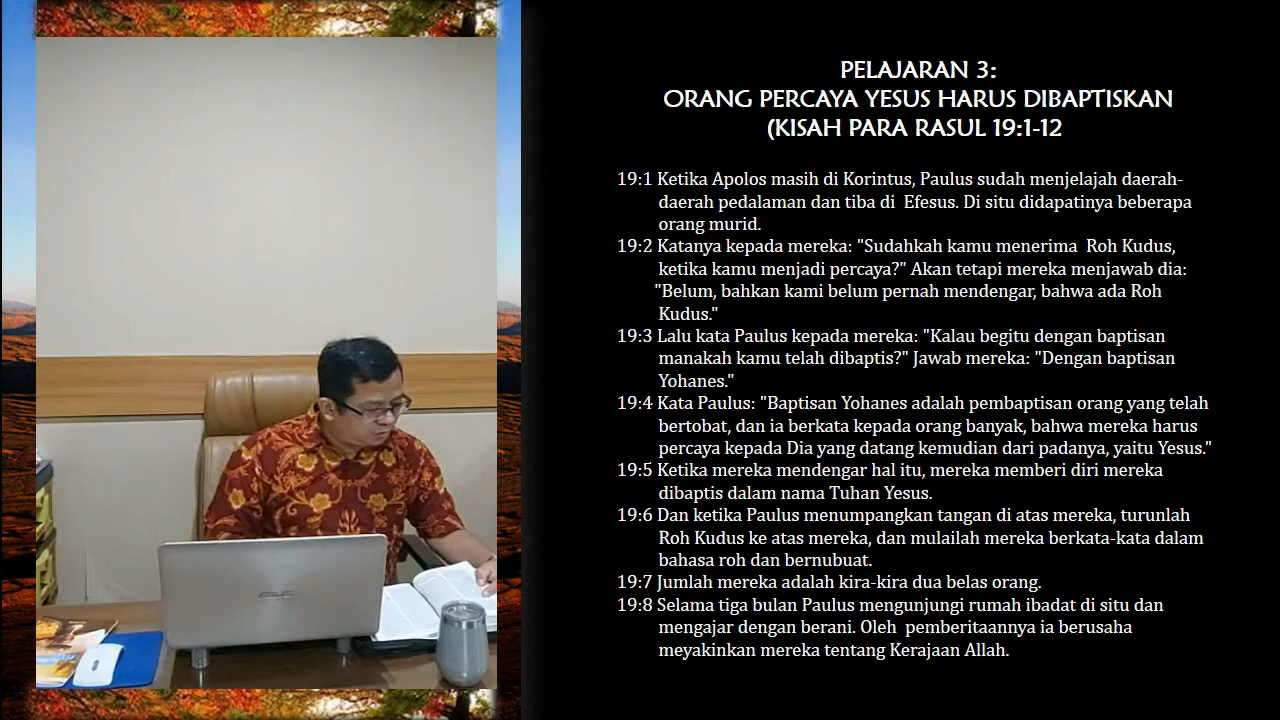 PELAJARAN 3:
ORANG PERCAYA YESUS HARUS DIBAPTISKAN
(KISAH PARA RASUL 19:1-12
19:1 Ketika Apolos masih di Korintus, Paulus sudah menjelajah daerah-
daerah pedalaman dan tiba di Efesus. Di situ didapatinya beberapa
orang murid.
19:2 Katanya kepada mereka: "Sudahkah kamu menerima Roh Kudus,
ketika kamu menjadi percaya?" Akan tetapi mereka menjawab dia:
"Belum, bahkan kami belum pernah mendengar, bahwa ada Roh
Kudus."
19:3 Lalu kata Paulus kepada mereka: "Kalau begitu dengan baptisan
manakah kamu telah dibaptis?" Jawab mereka: "Dengan baptisan
Yohanes."
19:4 Kata Paulus: "Baptisan Yohanes adalah pembaptisan orang yang telah
bertobat, dan ia berkata kepada orang banyak, bahwa mereka harus
percaya kepada Dia yang datang kemudian dari padanya, yaitu Yesus."
19:5 Ketika mereka mendengar hal itu, mereka memberi diri mereka
dibaptis dalam nama Tuhan Yesus.
19:6 Dan ketika Paulus menumpangkan tangan di atas mereka, turunlah
Roh Kudus ke atas mereka, dan mulailah mereka berkata-kata dalam
bahasa roh dan bernubuat.
19:7 Jumlah mereka adalah kira-kira dua belas orang.
19:8 Selama tiga bulan Paulus mengunjungi rumah ibadat di situ dan
mengajar dengan berani. Oleh pemberitaannya ia berusaha
meyakinkan mereka tentang Kerajaan Allah.
ASUS